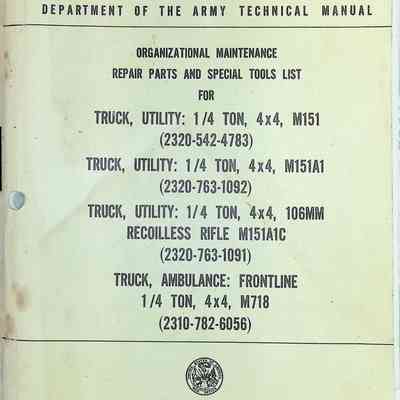 DEPARTMENT OF THE ARMY TECHNICAL MANUAL
ORGANIZATIONAL MAINTENANCE
REPAIR PARTS AND SPECIAL TOOLS LIST
FOR
TRUCK, UTILITY: 1/4 TON, 4x4, M151
(2320-542-4783)
TRUCK, UTILITY: 1/4 TON, 4x4, M151A1
(2320-763-1092)
TRUCK, UTILITY: 1/4 TON, 4x4, 106MM
RECOILLESS RIFLE M151A1C
(2320-763-1091)
TRUCK, AMBULANCE: FRONTLINE
1/4 TON, 4x4, M718
(2310-782-6056)